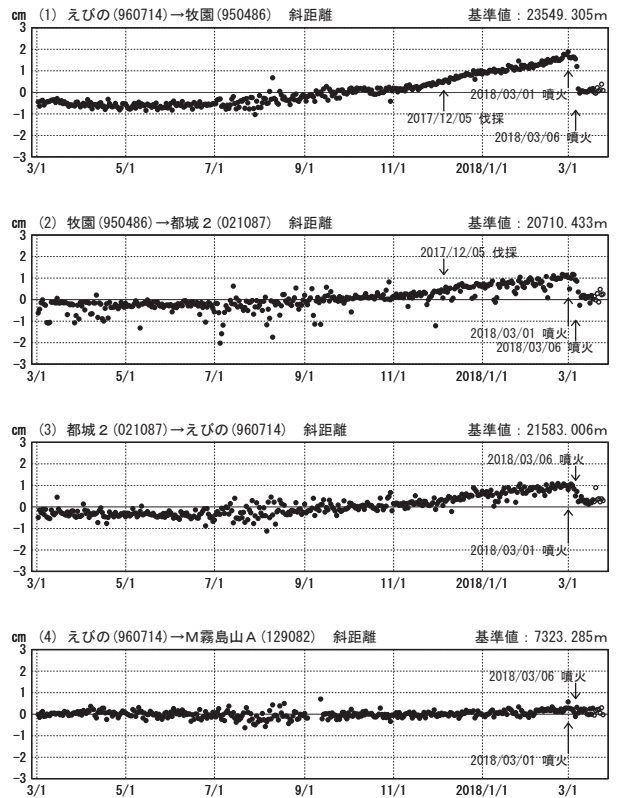 cm (1) えびの(960714)→牧園(950486) 斜距離 基準値：23549.305m
3
2
1
0
-1
-2
-3
2018/03/01 噴火
2017/12/05 伐採
2018/03/06 噴火
3/1 5/1 7/1 9/1 11/1 2018/1/1 3/1
cm (2) 牧園(950486)→都城２(021087) 斜距離 基準値：20710.433m
3
2
1
0
-1
-2
-3
2017/12/05 伐採
2018/03/01 噴火
2018/03/06 噴火
3/1 5/1 7/1 9/1 11/1 2018/1/1 3/1
cm (3) 都城２(021087)→えびの(960714) 斜距離 基準値：21583.006m
3
2
1
0
-1
-2
-3
2018/03/06 噴火
2018/03/01 噴火
3/1 5/1 7/1 9/1 11/1 2018/1/1 3/1
cm (4) えびの(960714)→Ｍ霧島山Ａ(129082) 斜距離 基準値：7323.285m
3
2
1
0
-1
-2
-3
2018/03/06 噴火
2018/03/01 噴火
3/1 5/1 7/1 9/1 11/1 2018/1/1 3/1